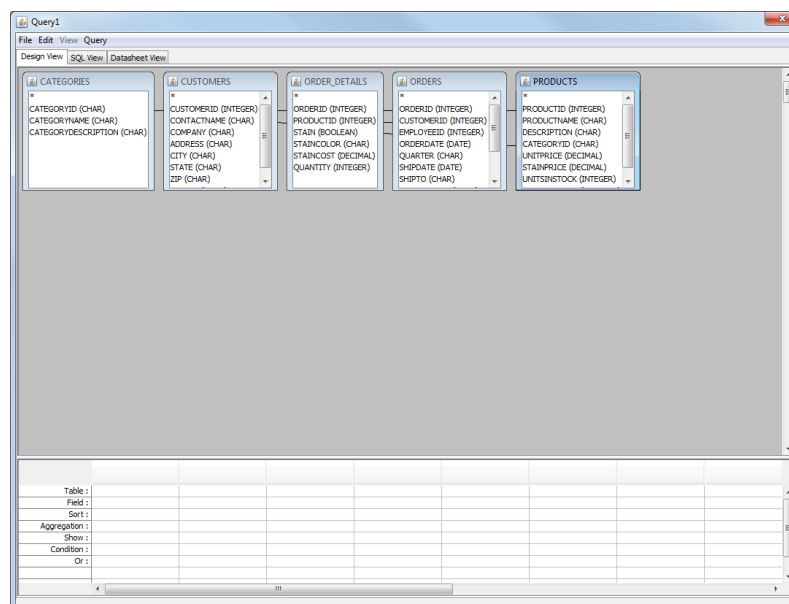 Query1
File Edit View Query
Design View SQL View Datasheet View
CATEGORIES
*
CATEGORYID (CHAR)
CATEGORYNAME (CHAR)
CATEGORYDESCRIPTION (CHAR)
CUSTOMERS
*
CUSTOMERID (INTEGER)
CONTACTNAME (CHAR)
COMPANY (CHAR)
ADDRESS (CHAR)
CITY (CHAR)
STATE (CHAR)
ZIP (CHAR)
ORDER_DETAILS
*
ORDERID (INTEGER)
PRODUCTID (INTEGER)
STAIN (BOOLEAN)
STAINCOLOR (CHAR)
STAINCOST (DECIMAL)
QUANTITY (INTEGER)
ORDERS
*
ORDERID (INTEGER)
CUSTOMERID (INTEGER)
EMPLOYEEID (INTEGER)
ORDERDATE (DATE)
QUARTER (CHAR)
SHIPDATE (DATE)
SHIPTO (CHAR)
PRODUCTS
*
PRODUCTID (INTEGER)
PRODUCTNAME (CHAR)
DESCRIPTION (CHAR)
CATEGORYID (CHAR)
UNITPRICE (DECIMAL)
STAINPRICE (DECIMAL)
UNITSINSTOCK (INTEGER)
Table :
Field :
Sort :
Aggregation :
Show :
Condition :
Or :